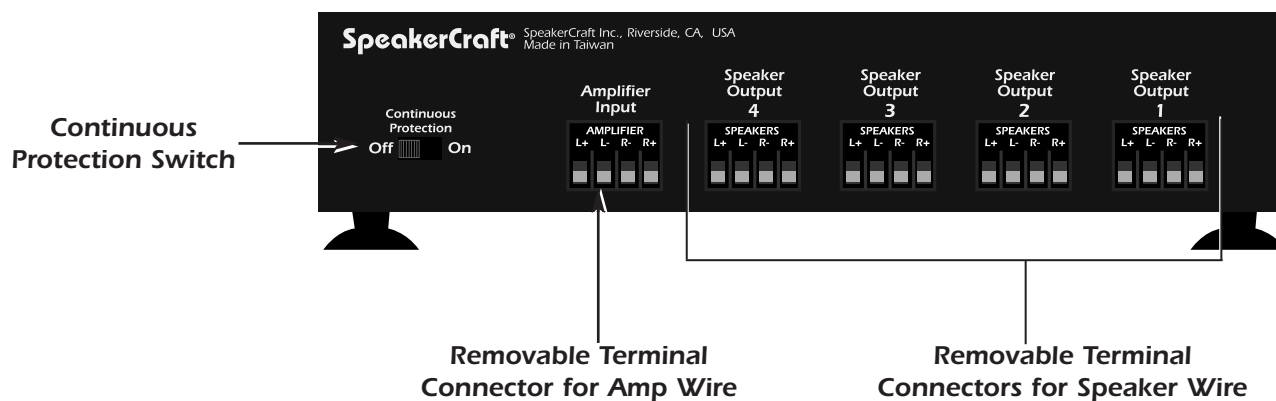 SpeakerCraft® SpeakerCraft Inc., Riverside, CA, USA
Made in Taiwan
Continuous
Protection Switch
Continuous
Protection
Off On
Amplifier
Input
AMPLIFIER
L+ L- R- R+
Speaker
Output
4
SPEAKERS
L+ L- R- R+
Speaker
Output
3
SPEAKERS
L+ L- R- R+
Speaker
Output
2
SPEAKERS
L+ L- R- R+
Speaker
Output
1
SPEAKERS
L+ L- R- R+
Removable Terminal
Connector for Amp Wire
Removable Terminal
Connectors for Speaker Wire